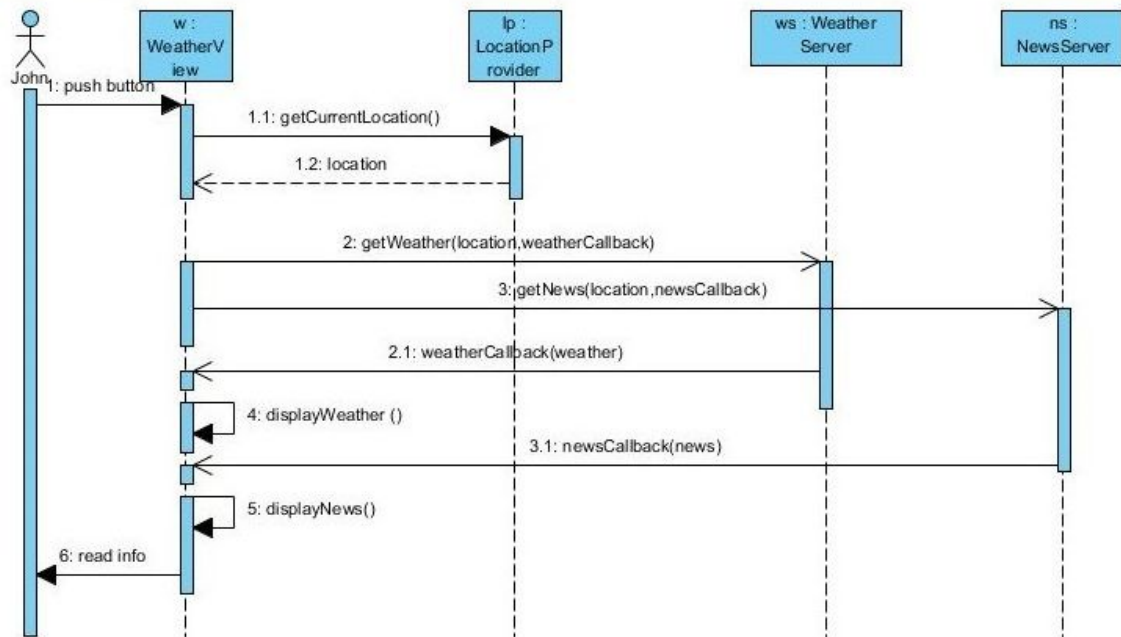 w :
WeatherV
iew
lp :
LocationP
rovider
ws : Weather
Server
ns :
NewsServer
John
1: push button
1.1: getCurrentLocation()
1.2: location
2: getWeather(location,weatherCallback)
3: getNews(location,newsCallback)
2.1: weatherCallback(weather)
4: displayWeather ()
3.1: newsCallback(news)
5: displayNews()
6: read info